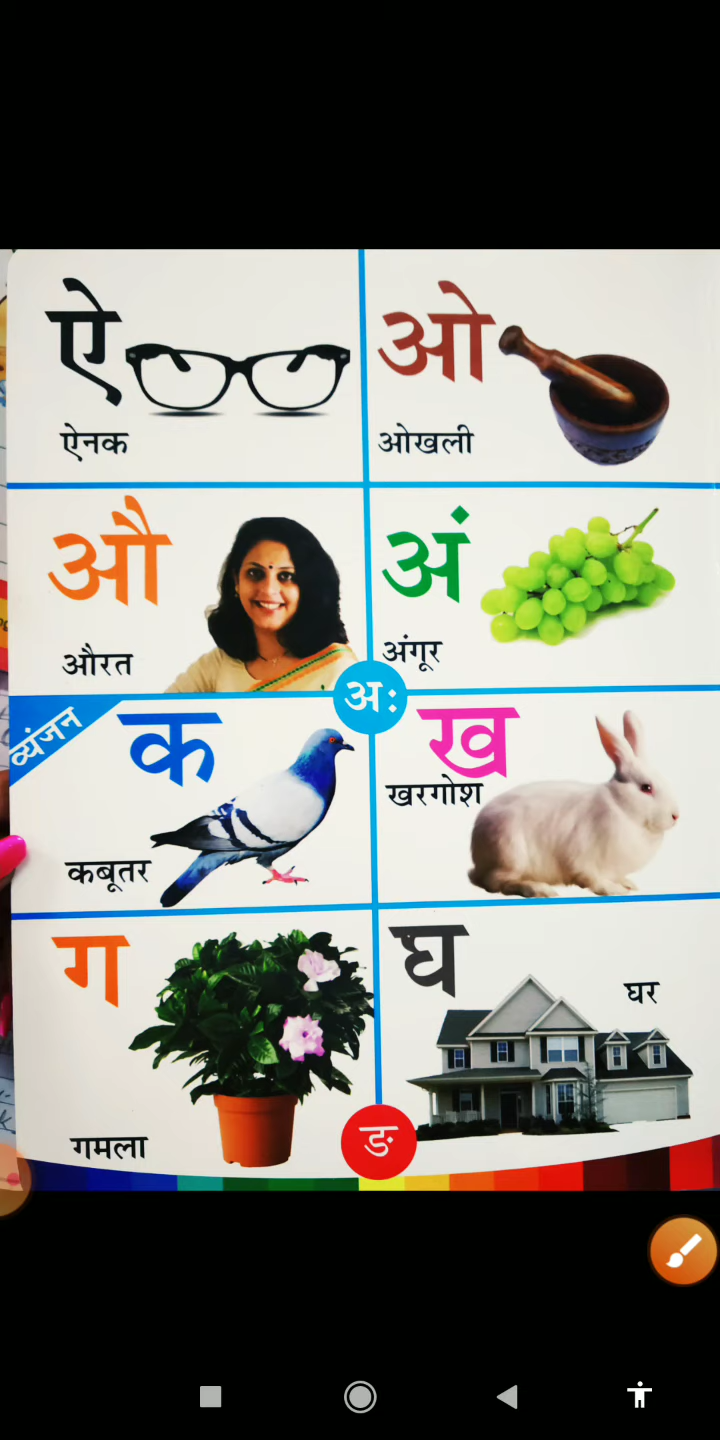 ऐ
ऐनक
ओ
ओखली
औ
औरत
अं
अंगूर
अः
व्यंजन
क
कबूतर
ख
खरगोश
ग
गमला
घ
घर
ङ